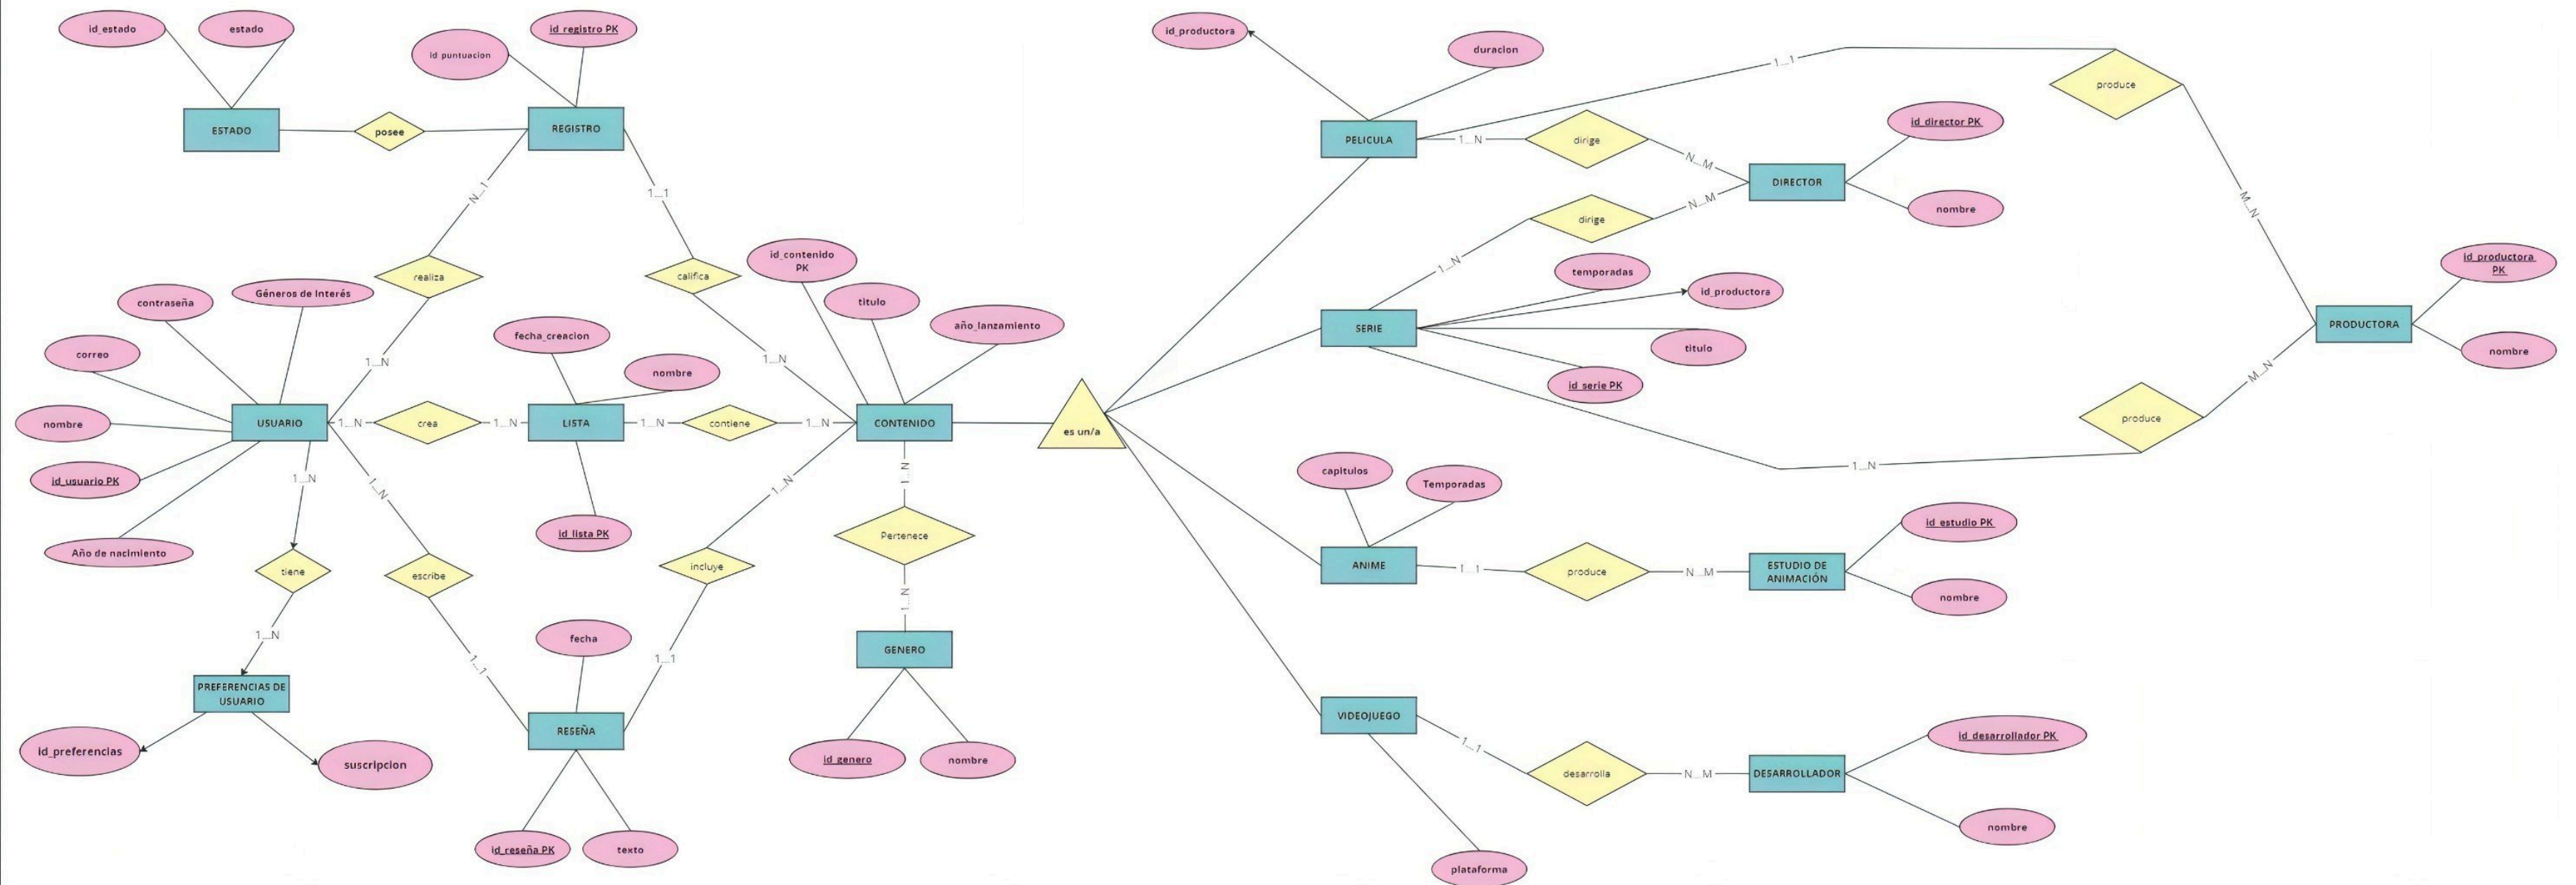 id_estado
estado
id_puntuacion
id_registro PK
ESTADO
posee
REGISTRO
N...1
1...1
realiza
califica
1...N
1...N
contraseña
Géneros de Interés
correo
nombre
id_usuario PK
Año de nacimiento
USUARIO
1...N
crea
1...N
fecha_creacion
nombre
LISTA
id_lista PK
1...N
contiene
1...N
id_contenido
PK
titulo
año_lanzamiento
CONTENIDO
es un/a
1...N
tiene
1...N
PREFERENCIAS DE
USUARIO
id_preferencias
suscripcion
1...N
escribe
1...1
fecha
RESEÑA
id_reseña PK
texto
1...N
incluye
1...1
1...N
Pertenece
1...N
GENERO
id_genero
nombre
id_productora
duracion
PELICULA
1...1
produce
M...N
1...N
dirige
N...M
id_director PK
DIRECTOR
nombre
dirige
N...M
1...N
temporadas
id_productora
SERIE
titulo
id_serie PK
id_productora
PK
PRODUCTORA
nombre
M...N
produce
1...N
capitulos
Temporadas
ANIME
1...1
produce
N...M
ESTUDIO DE
ANIMACIÓN
id_estudio PK
nombre
VIDEOJUEGO
1...1
desarrolla
N...M
DESARROLLADOR
id_desarrollador PK
nombre
plataforma